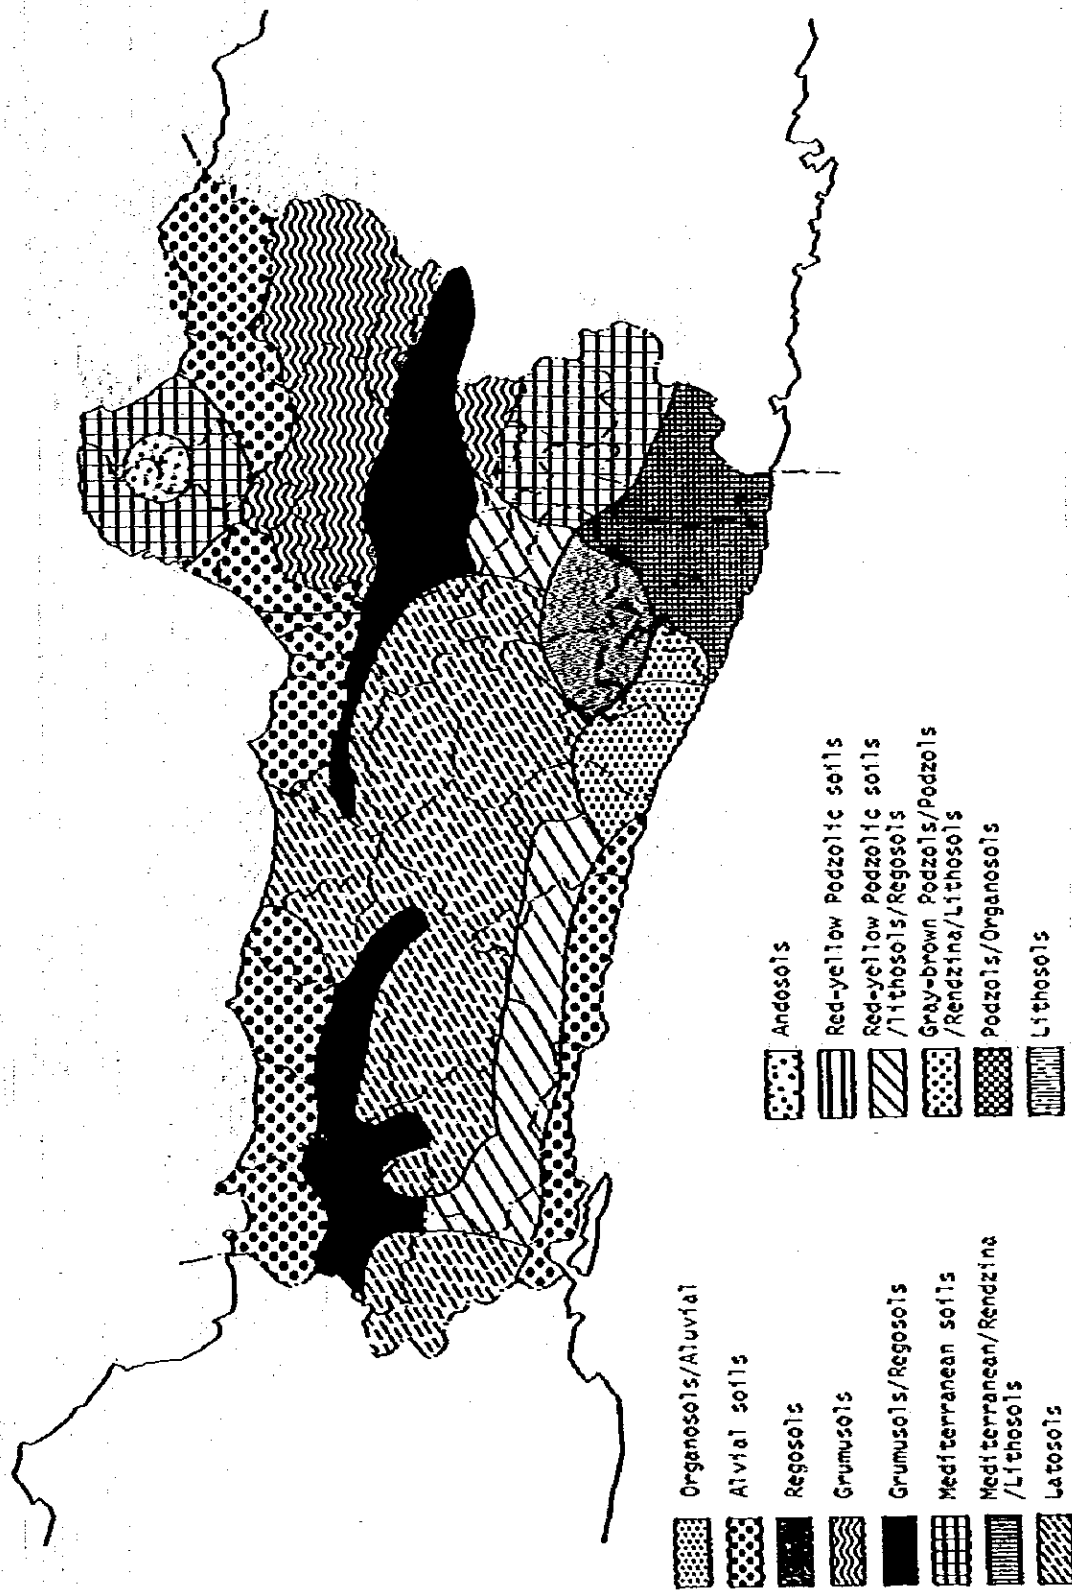 Organosols/Aluvial
Alvial soils
Regosols
Grumusols
Grumusols/Regosols
Mediterranean soils
Mediterranean/Rendzina
/Lithosols
Latosols
Andosols
Red-yellow Podzolic soils
Red-yellow Podzolic soils
/lithosols/Regosols
Gray-brown Podzols/Podzols
/Rendzina/Lithosols
Podzols/Organosols
Lithosols